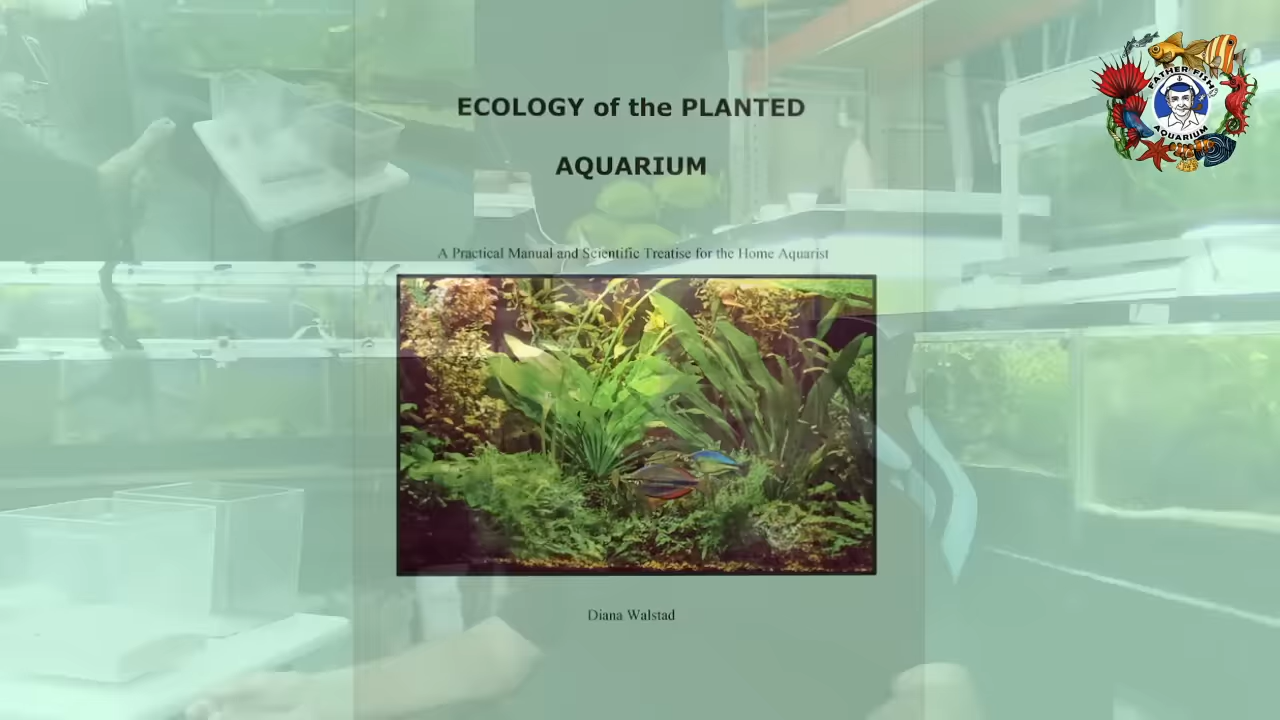 ECOLOGY of the PLANTED
AQUARIUM
A Practical Manual and Scientific Treatise for the Home Aquarist
Diana Walstad
FATHER FISH
AQUARIUM